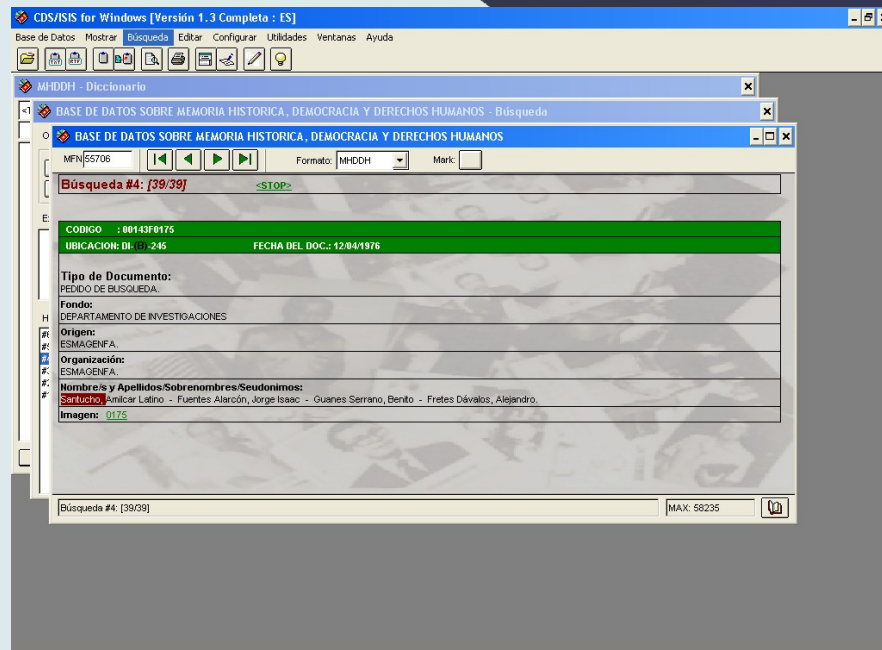 CDS/ISIS for Windows [Versión 1.3 Completa : ES]
Base de Datos Mostrar Búsqueda Editar Configurar Utilidades Ventanas Ayuda
MHDDH - Diccionario
BASE DE DATOS SOBRE MEMORIA HISTORICA, DEMOCRACIA Y DERECHOS HUMANOS - Búsqueda
BASE DE DATOS SOBRE MEMORIA HISTORICA, DEMOCRACIA Y DERECHOS HUMANOS
MFN 55706 Formato: MHDDH Mark:
Búsqueda #4: [39/39] <STOP>
CODIGO : 00143F0175
UBICACION: DI-(B)-245 FECHA DEL DOC.: 12/04/1976
Tipo de Documento:
PEDIDO DE BUSQUEDA.
Fondo:
DEPARTAMENTO DE INVESTIGACIONES
Origen:
ESMAGENFA.
Organización:
ESMAGENFA.
Nombre/s y Apellidos/Sobrenombres/Seudonimos:
Santucho, Amilcar Latino - Fuentes Alarcón, Jorge Isaac - Guanes Serrano, Benito - Fretes Dávalos, Alejandro.
Imagen: 0175
Búsqueda #4: [39/39] MAX: 58235